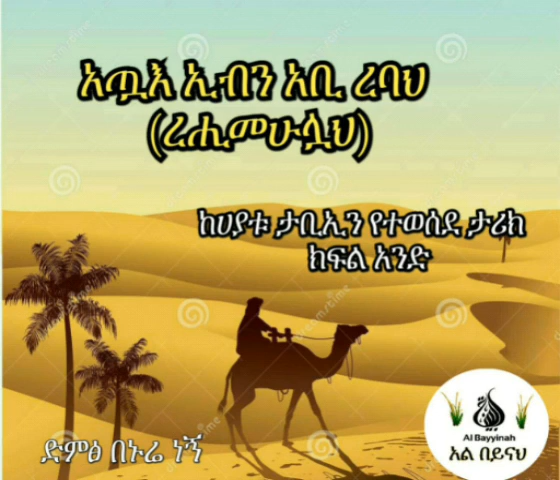 አጧእ ኢብን አቢ ረባህ
(ረሒመሁሏህ)
ከሀያቱ ታቢኢን የተወሰደ ታሪክ
ክፍል አንድ
ድምፅ በኑሬ ነኝ
Al Bayyinah
አል በይናህ